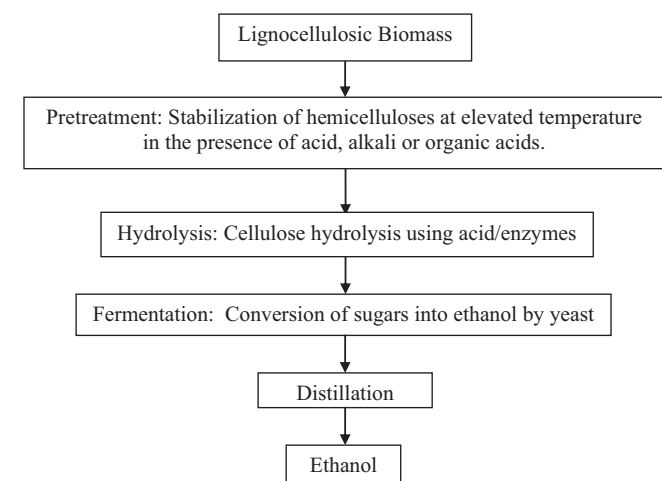 Lignocellulosic Biomass
Pretreatment: Stabilization of hemicelluloses at elevated temperature
in the presence of acid, alkali or organic acids.
Hydrolysis: Cellulose hydrolysis using acid/enzymes
Fermentation: Conversion of sugars into ethanol by yeast
Distillation
Ethanol